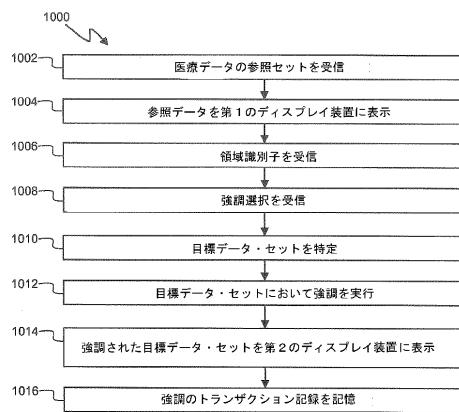 1000
1002 医療データの参照セットを受信
1004 参照データを第1のディスプレイ装置に表示
1006 領域識別子を受信
1008 強調選択を受信
1010 目標データ・セットを特定
1012 目標データ・セットにおいて強調を実行
1014 強調された目標データ・セットを第2のディスプレイ装置に表示
1016 強調のトランザクション記録を記憶